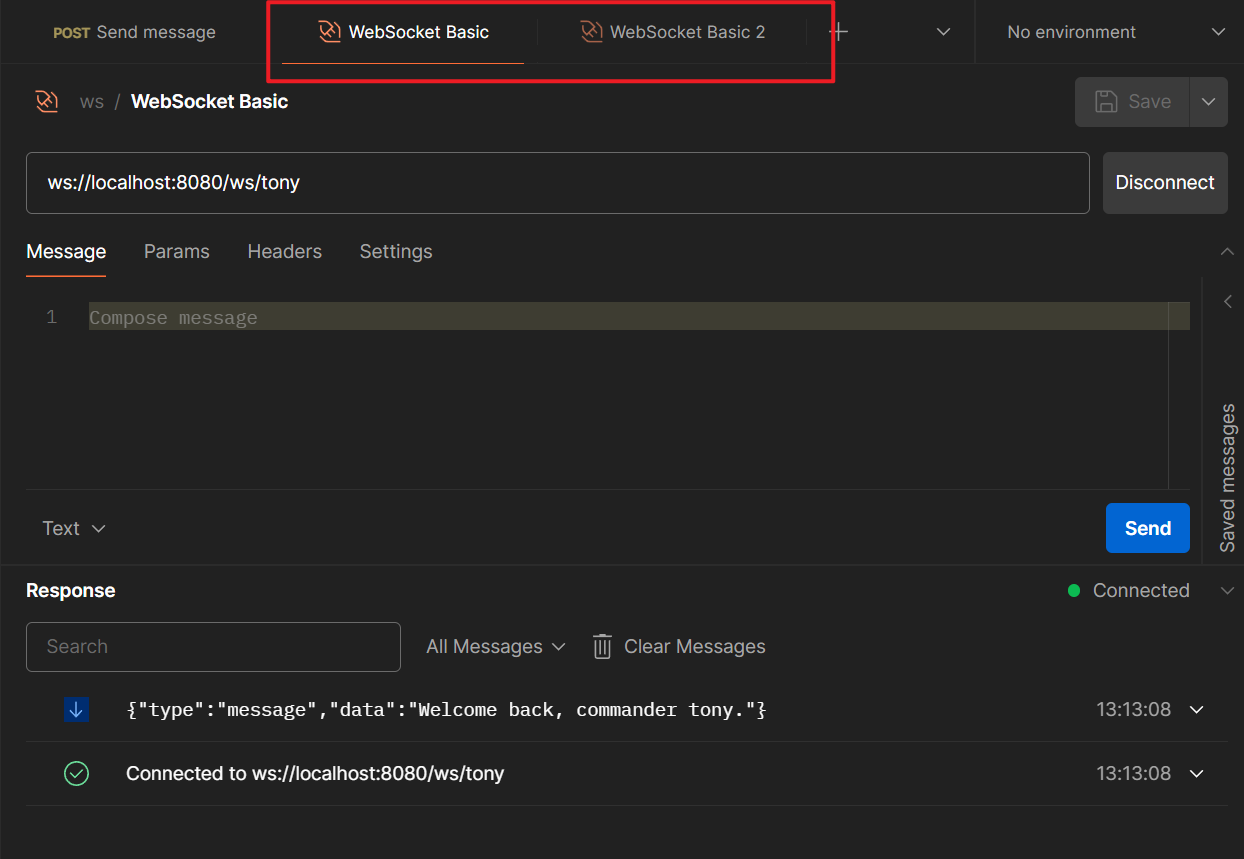 POST Send message WebSocket Basic WebSocket Basic 2 No environment
ws / WebSocket Basic Save
ws://localhost:8080/ws/tony Disconnect
Message Params Headers Settings
1 Compose message
Saved messages
Text Send
Response Connected
Search All Messages Clear Messages
{"type":"message","data":"Welcome back, commander tony."} 13:13:08
Connected to ws://localhost:8080/ws/tony 13:13:08